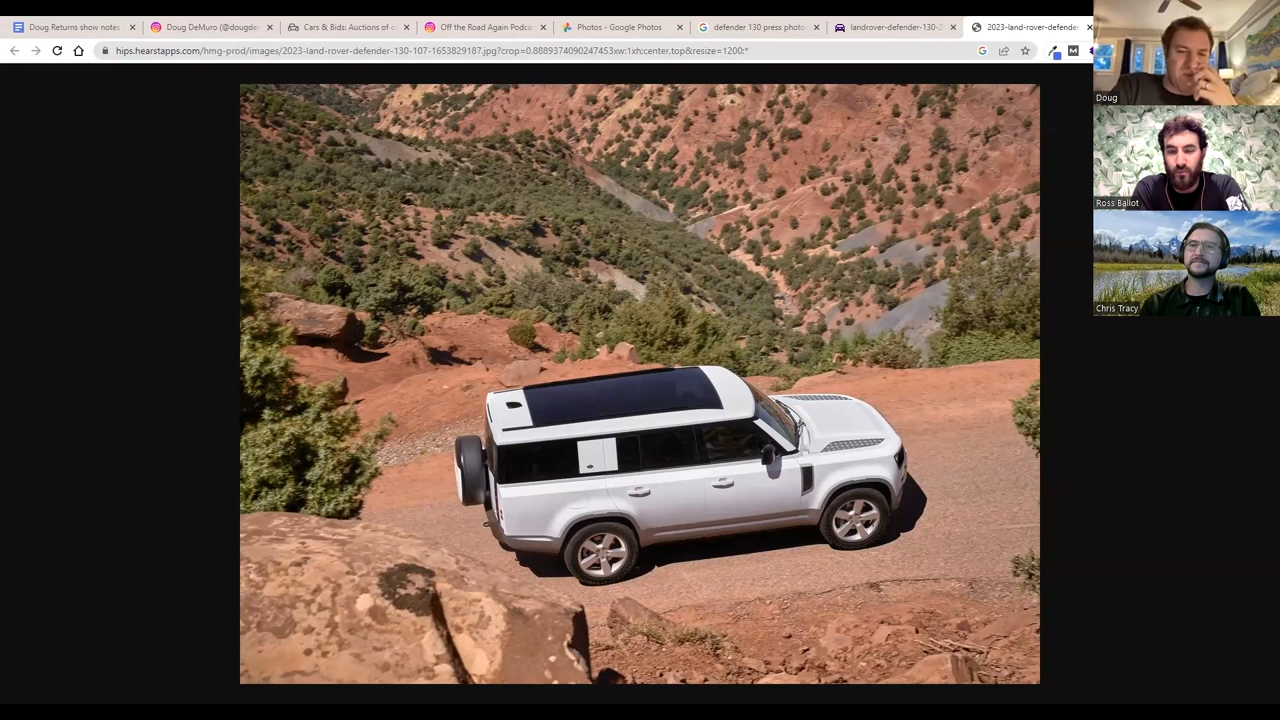 Doug Returns show notes
Doug DeMuro (@dougde
Cars & Bids: Auctions of c
Off the Road Again Podca
Photos - Google Photos
defender 130 press photo
landrover-defender-130-2
2023-land-rover-defender
hips.hearstapps.com/hmg-prod/images/2023-land-rover-defender-130-107-1653829187.jpg?crop=0.8889374090247453xw:1xh;center,top&resize=1200:*
Doug
Ross Ballot
Chris Tracy